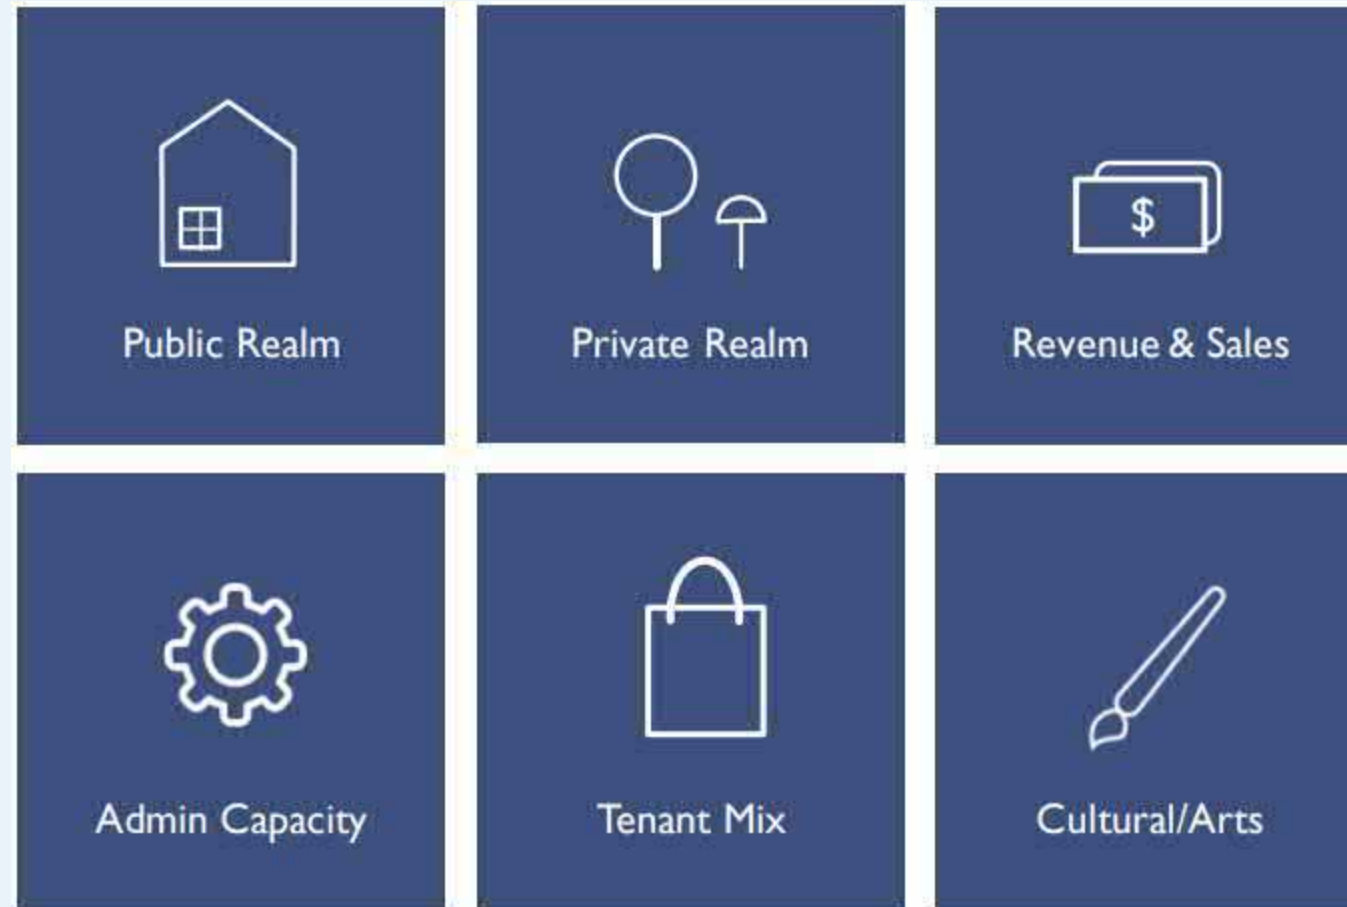 Public Realm
Private Realm
$
Revenue & Sales
Admin Capacity
Tenant Mix
Cultural/Arts